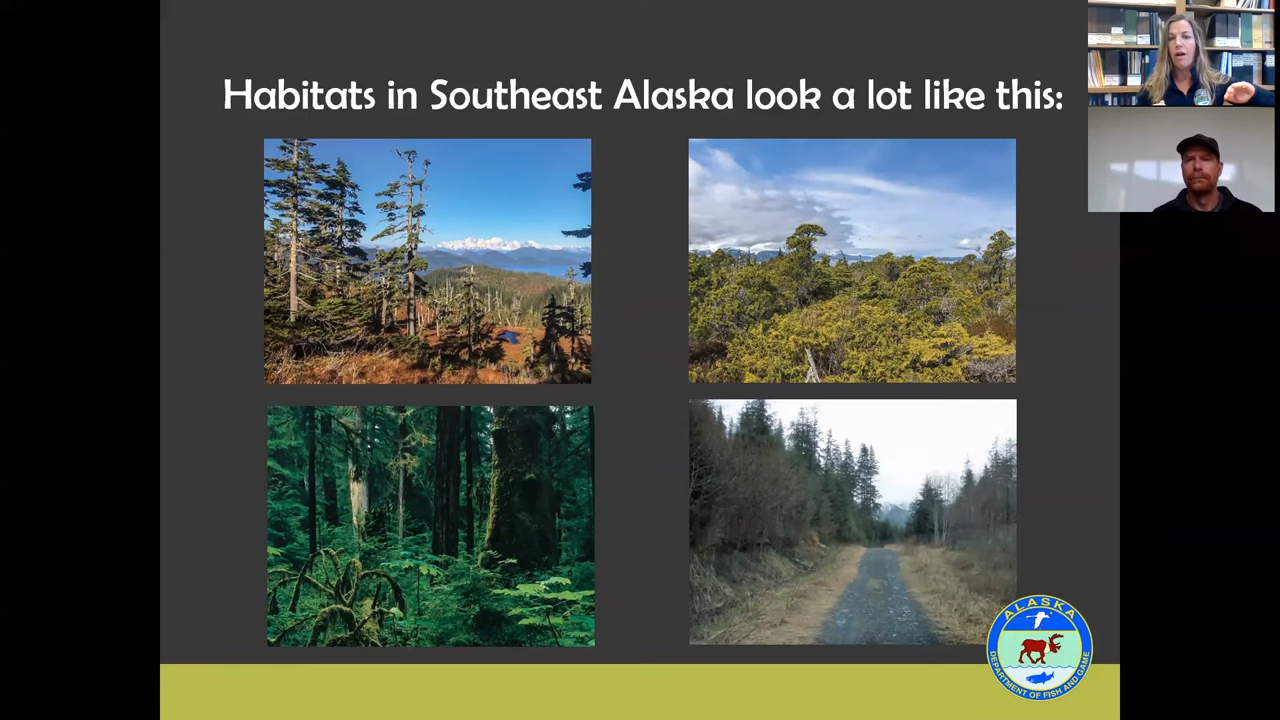 Habitats in Southeast Alaska look a lot like this:
ALASKA
DEPARTMENT OF FISH AND GAME